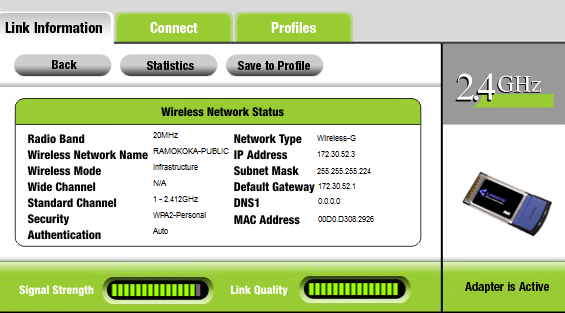 Link Information Connect Profiles
Back Statistics Save to Profile
2.4GHz
Wireless Network Status
Radio Band 20MHz Network Type Wireless-G
Wireless Network Name RAMOKOKA-PUBLIC IP Address 172.30.52.3
Wireless Mode Infrastructure Subnet Mask 255.255.255.224
Wide Channel N/A Default Gateway 172.30.52.1
Standard Channel 1 - 2.412GHz DNS1 0.0.0.0
Security WPA2-Personal MAC Address 00D0.D308.2926
Authentication Auto
Signal Strength Link Quality Adapter is Active